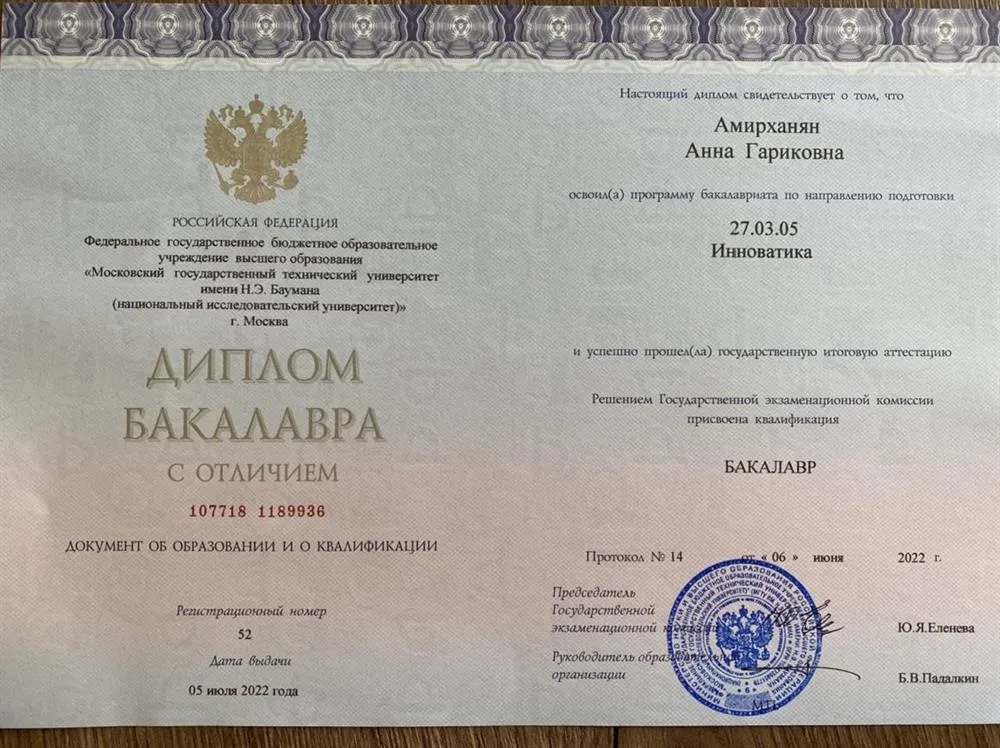 РОССИЙСКАЯ ФЕДЕРАЦИЯ
Федеральное государственное бюджетное образовательное
учреждение высшего образования
«Московский государственный технический университет
имени Н.Э. Баумана
(национальный исследовательский университет)»
г. Москва
ДИПЛОМ
БАКАЛАВРА
С ОТЛИЧИЕМ
107718 1189936
ДОКУМЕНТ ОБ ОБРАЗОВАНИИ И О КВАЛИФИКАЦИИ
Регистрационный номер
52
Дата выдачи
05 июля 2022 года
Настоящий диплом свидетельствует о том, что
Амирханян
Анна Гариковна
освоил(а) программу бакалавриата по направлению подготовки
27.03.05
Инноватика
и успешно прошел(ла) государственную итоговую аттестацию
Решением Государственной экзаменационной комиссии
присвоена квалификация
БАКАЛАВР
Протокол № 14 от « 06 » июня 2022 г.
Председатель
Государственной
экзаменационной комиссии Ю.Я.Еленева
Руководитель образовательной
организации Б.В.Падалкин
М.П.